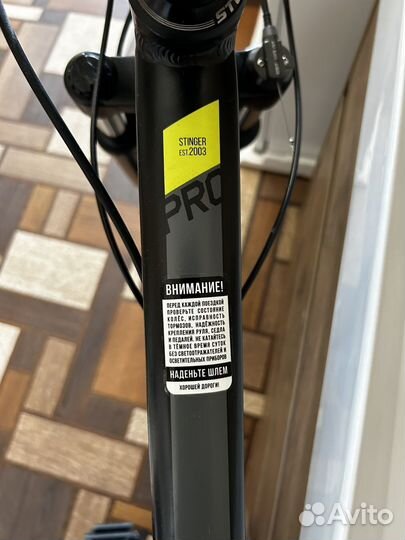 STINGER
EST.2003
PRO
ВНИМАНИЕ!
ПЕРЕД КАЖДОЙ ПОЕЗДКОЙ
ПРОВЕРЬТЕ СОСТОЯНИЕ
КОЛЁС, ИСПРАВНОСТЬ
ТОРМОЗОВ, НАДЁЖНОСТЬ
КРЕПЛЕНИЯ РУЛЯ, СЕДЛА
И ПЕДАЛЕЙ. НЕ КАТАЙТЕСЬ
В ТЁМНОЕ ВРЕМЯ СУТОК
БЕЗ СВЕТООТРАЖАТЕЛЕЙ И
ОСВЕТИТЕЛЬНЫХ ПРИБОРОВ
НАДЕНЬТЕ ШЛЕМ
ХОРОШЕЙ ДОРОГИ!
Avito